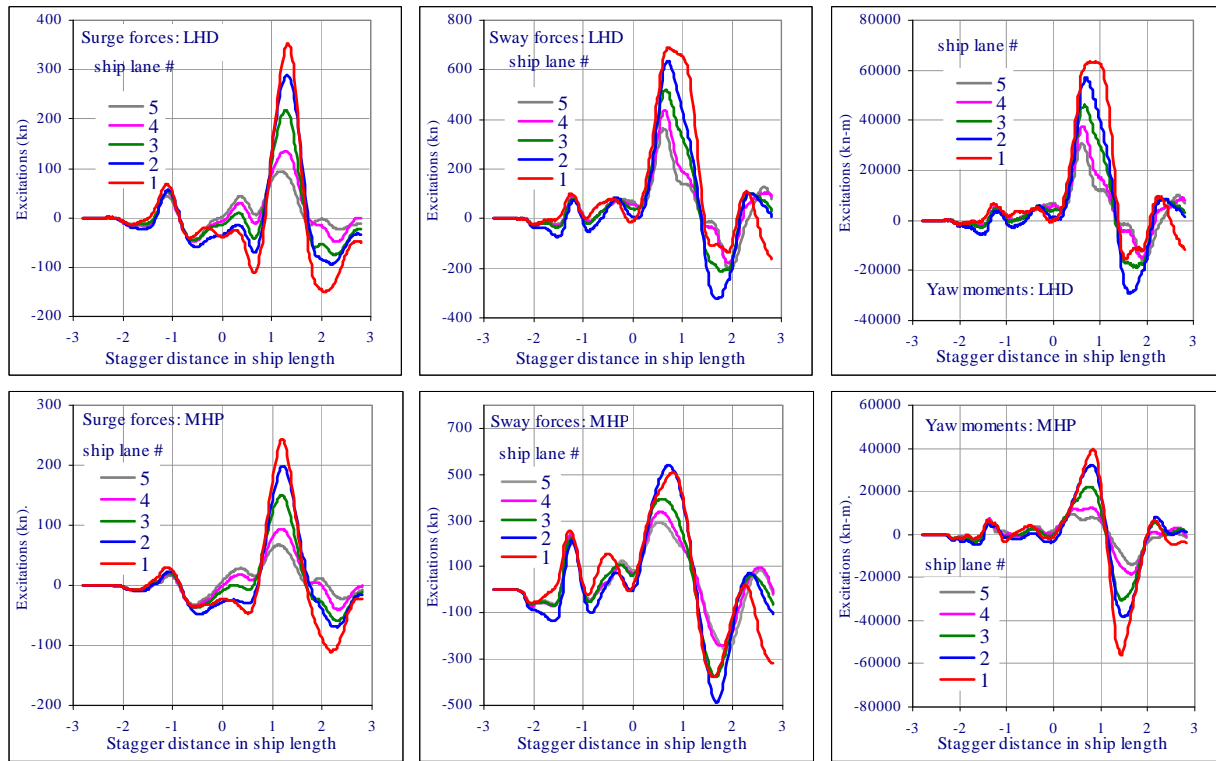 Surge forces: LHD
ship lane #
5
4
3
2
1
Excitations (kn)
400
300
200
100
0
-100
-200
-3 -2 -1 0 1 2 3
Stagger distance in ship length
Sway forces: LHD
ship lane #
5
4
3
2
1
Excitations (kn)
800
600
400
200
0
-200
-400
-3 -2 -1 0 1 2 3
Stagger distance in ship length
ship lane #
5
4
3
2
1
Excitations (kn-m)
80000
60000
40000
20000
0
-20000
-40000
Yaw moments: LHD
-3 -2 -1 0 1 2 3
Stagger distance in ship length
Surge forces: MHP
ship lane #
5
4
3
2
1
Excitations (kn).
300
200
100
0
-100
-200
-3 -2 -1 0 1 2 3
Stagger distance in ship length
Sway forces: MHP
ship lane #
5
4
3
2
1
Excitations (kn)
700
500
300
100
-100
-300
-500
-3 -2 -1 0 1 2 3
Stagger distance in ship length
Yaw moments: MHP
Excitations (kn-m).
60000
40000
20000
0
-20000
-40000
-60000
-80000
ship lane #
5
4
3
2
1
-3 -2 -1 0 1 2 3
Stagger distance in ship length